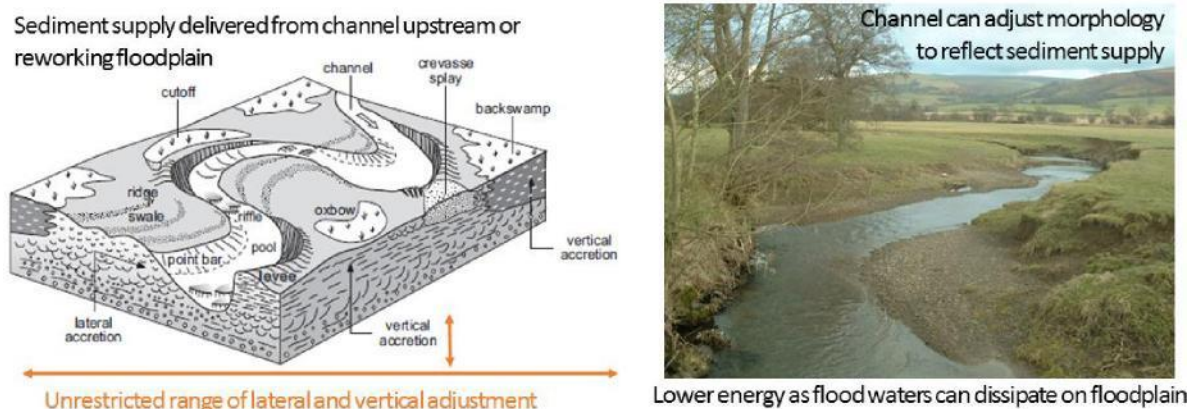 Sediment supply delivered from channel upstream or
reworking floodplain
channel
crevasse
splay
cutoff
backswamp
ridge
swale
riffle
oxbow
pool
point bar
levee
vertical
accretion
lateral
accretion
vertical
accretion
Unrestricted range of lateral and vertical adjustment
Channel can adjust morphology
to reflect sediment supply
Lower energy as flood waters can dissipate on floodplain